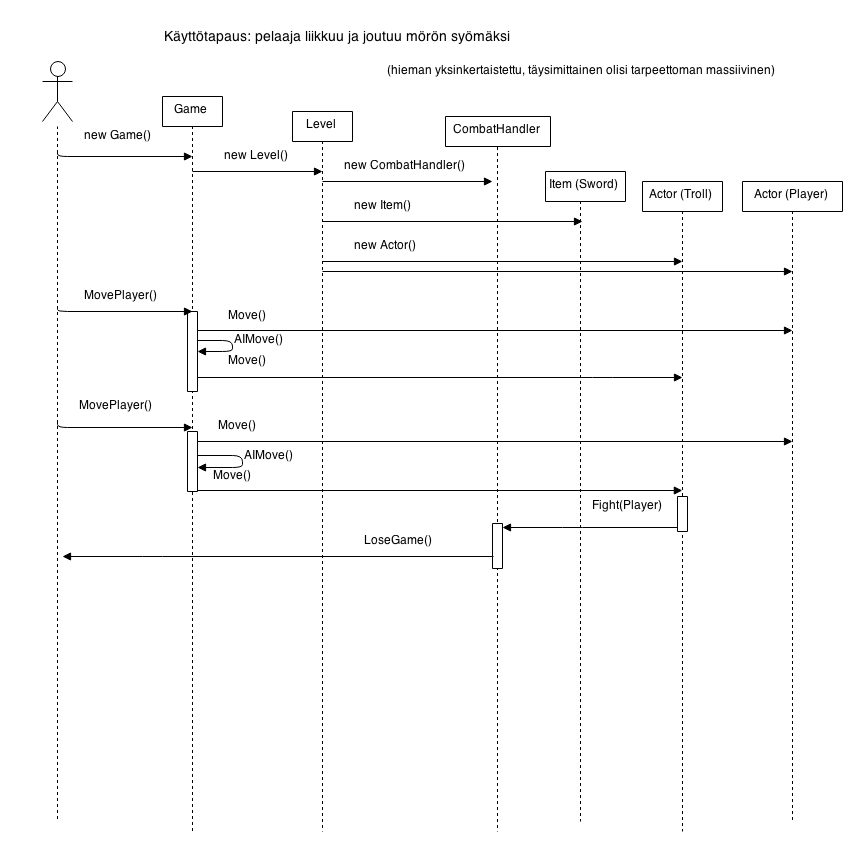 Käyttötapaus: pelaaja liikkuu ja joutuu mörön syömäksi
(hieman yksinkertaistettu, täysimittainen olisi tarpeettoman massiivinen)
Game
Level
CombatHandler
new Game()
new Level()
new CombatHandler()
Item (Sword)
Actor (Troll)
Actor (Player)
new Item()
new Actor()
MovePlayer()
Move()
AIMove()
Move()
MovePlayer()
Move()
AIMove()
Move()
Fight(Player)
LoseGame()